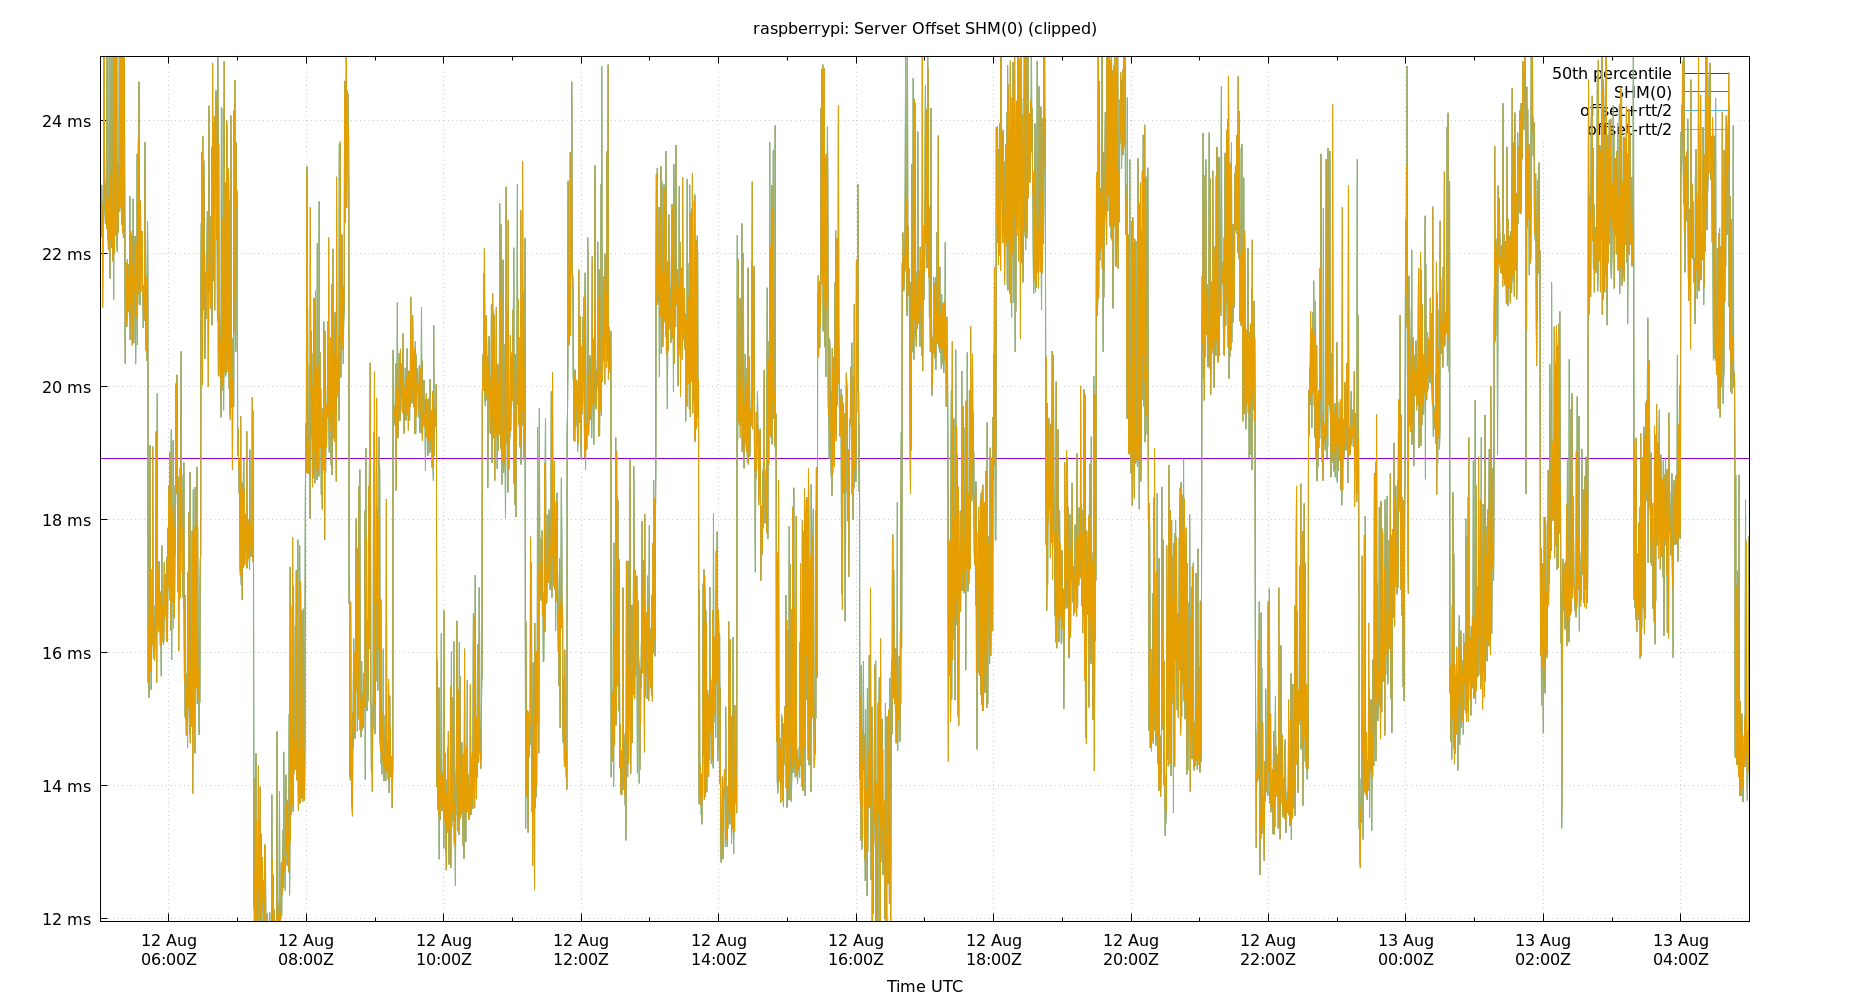 raspberrypi: Server Offset SHM(0) (clipped)
50th percentile
SHM(0)
offset+rtt/2
offset-rtt/2
24 ms
22 ms
20 ms
18 ms
16 ms
14 ms
12 ms
12 Aug 12 Aug 12 Aug 12 Aug 12 Aug 12 Aug 12 Aug 12 Aug 12 Aug 13 Aug 13 Aug 13 Aug
06:00Z 08:00Z 10:00Z 12:00Z 14:00Z 16:00Z 18:00Z 20:00Z 22:00Z 00:00Z 02:00Z 04:00Z
Time UTC